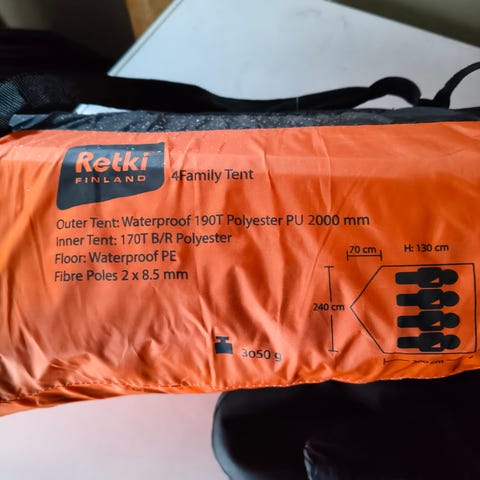 Retki
FINLAND
4Family Tent
Outer Tent: Waterproof 190T Polyester PU 2000 mm
Inner Tent: 170T B/R Polyester
Floor: Waterproof PE
Fibre Poles 2 x 8.5 mm
70 cm
H: 130 cm
240 cm
3050 g
cm